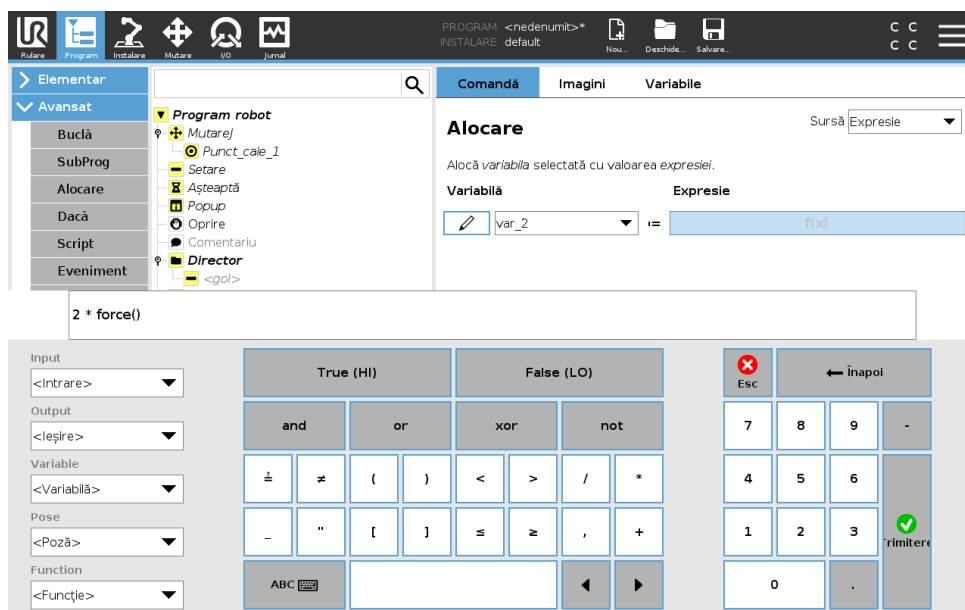 PROGRAM <nedenumit>*
INSTALARE default
Rulare Program Instalare Mutare I/O Jurnal Nou... Deschide... Salvare...
C C
C C
Elementar
Avansat
Buclă
SubProg
Alocare
Dacă
Script
Eveniment
Program robot
MutareJ
Punct_cale_1
Setare
Așteaptă
Popup
Oprire
Comentariu
Director
<gol>
Comandă Imagini Variabile
Alocare
Sursă Expresie
Alocă variabila selectată cu valoarea expresiei.
Variabilă Expresie
var_2 := f(x)
2 * force()
Input
<Intrare>
Output
<Ieșire>
Variable
<Variabilă>
Pose
<Poză>
Function
<Funcție>
True (HI) False (LO)
and or xor not
≟ ≠ ( ) < > / *
_ " [ ] ≤ ≥ , +
ABC
Esc Înapoi
7 8 9 -
4 5 6
1 2 3
Trimitere
0 .